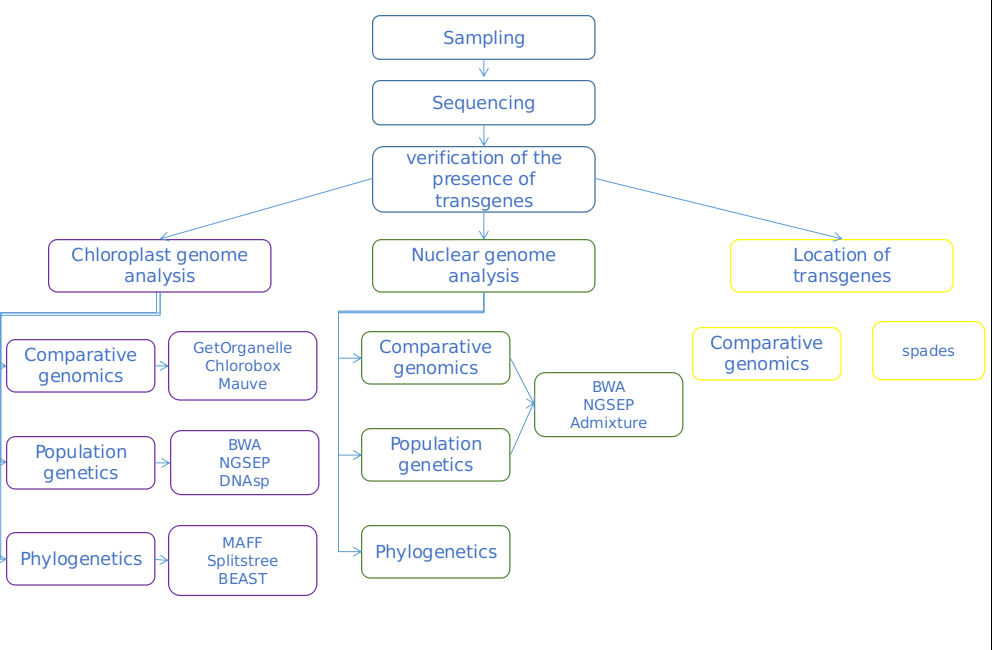 Sampling
Sequencing
verification of the
presence of
transgenes
Chloroplast genome
analysis
Nuclear genome
analysis
Location of
transgenes
Comparative
genomics
GetOrganelle
Chlorobox
Mauve
Comparative
genomics
BWA
NGSEP
Admixture
Comparative
genomics
spades
Population
genetics
BWA
NGSEP
DNAsp
Population
genetics
Phylogenetics
MAFF
Splitstree
BEAST
Phylogenetics